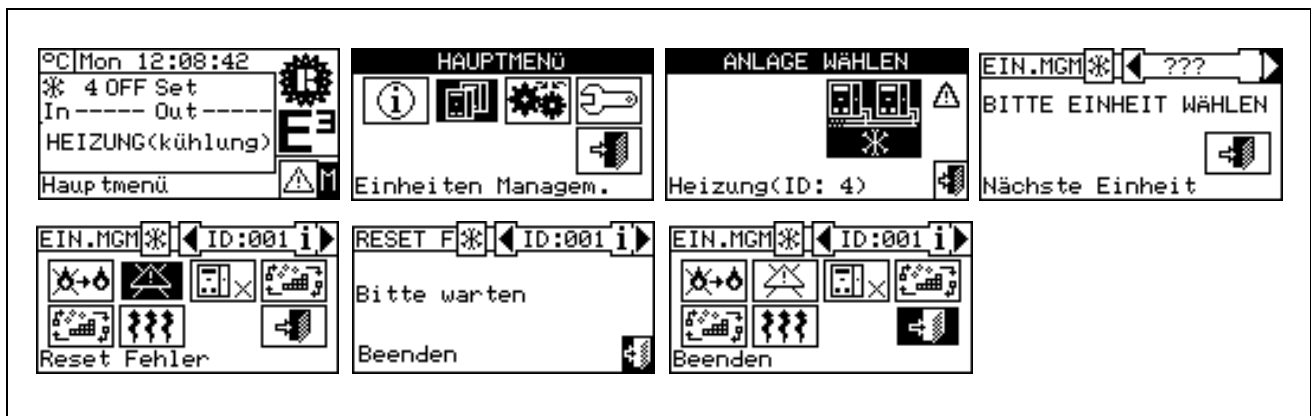 ºC Mon 12:08:42
4 OFF Set
In ----- Out -----
HEIZUNG(kühlung)
E³
Hauptmenü
M
HAUPTMENÜ
Einheiten Managem.
ANLAGE WÄHLEN
Heizung(ID: 4)
EIN.MGM ???
BITTE EINHEIT WÄHLEN
Nächste Einheit
EIN.MGM ID:001 i
Reset Fehler
RESET F ID:001 i
Bitte warten
Beenden
EIN.MGM ID:001 i
Beenden